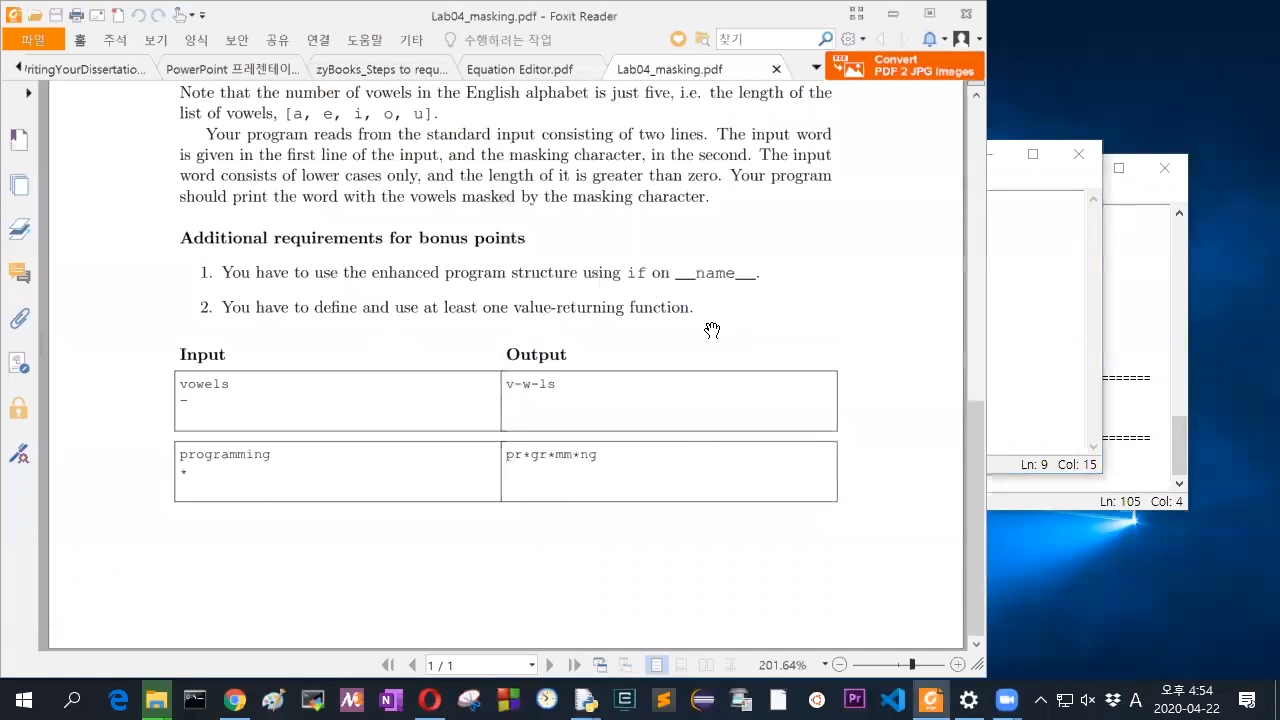 Lab04_masking.pdf - Foxit Reader
파일 홈 주석 보기 양식 보안 공유 연결 도움말 기타 수행하려는 작업 찾기
ritingYourDissertatio... PowerPoint 프레젠테이... zyBooks_Steps to requ... Equation Editor.pdf Lab04_masking.pdf
Convert
PDF 2 JPG Images
Note that the number of vowels in the English alphabet is just five, i.e. the length of the
list of vowels, [a, e, i, o, u].
Your program reads from the standard input consisting of two lines. The input word
is given in the first line of the input, and the masking character, in the second. The input
word consists of lower cases only, and the length of it is greater than zero. Your program
should print the word with the vowels masked by the masking character.
Additional requirements for bonus points
1. You have to use the enhanced program structure using if on __name__.
2. You have to define and use at least one value-returning function.
Input Output
vowels v-w-ls
-
programming pr*gr*mm*ng
*
=======
=======
Ln: 9 Col: 15
Ln: 105 Col: 4
1 / 1 201.64%
A 오후 4:54
2020-04-22